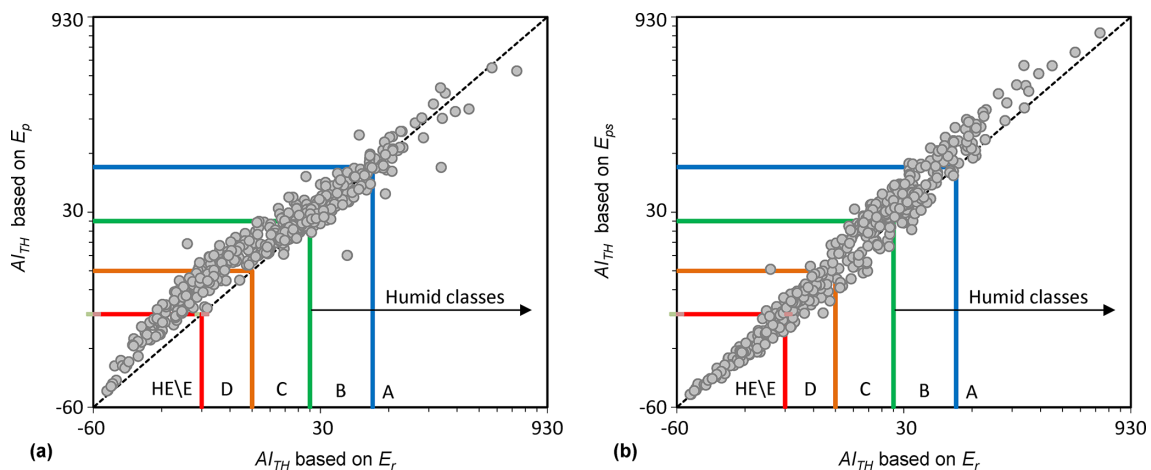 930
AI_TH based on E_p
30
-60
HE\E
D
C
B
A
Humid classes
-60
30
930
(a)
AI_TH based on E_r
930
AI_TH based on E_ps
30
-60
HE\E
D
C
B
A
Humid classes
-60
30
930
(b)
AI_TH based on E_r